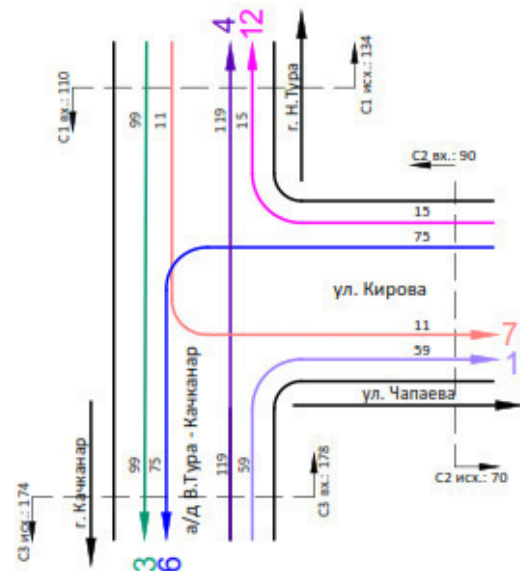 4
12
С1 вх.: 110
99
11
119
15
г. Н.Тура
С1 исх.: 134
С2 вх.: 90
15
75
ул. Кирова
11
7
59
1
ул. Чапаева
С2 исх.: 70
г. Качканар
99
75
а/д В.Тура - Качканар
119
59
С3 вх.: 178
С3 исх.: 174
3
6